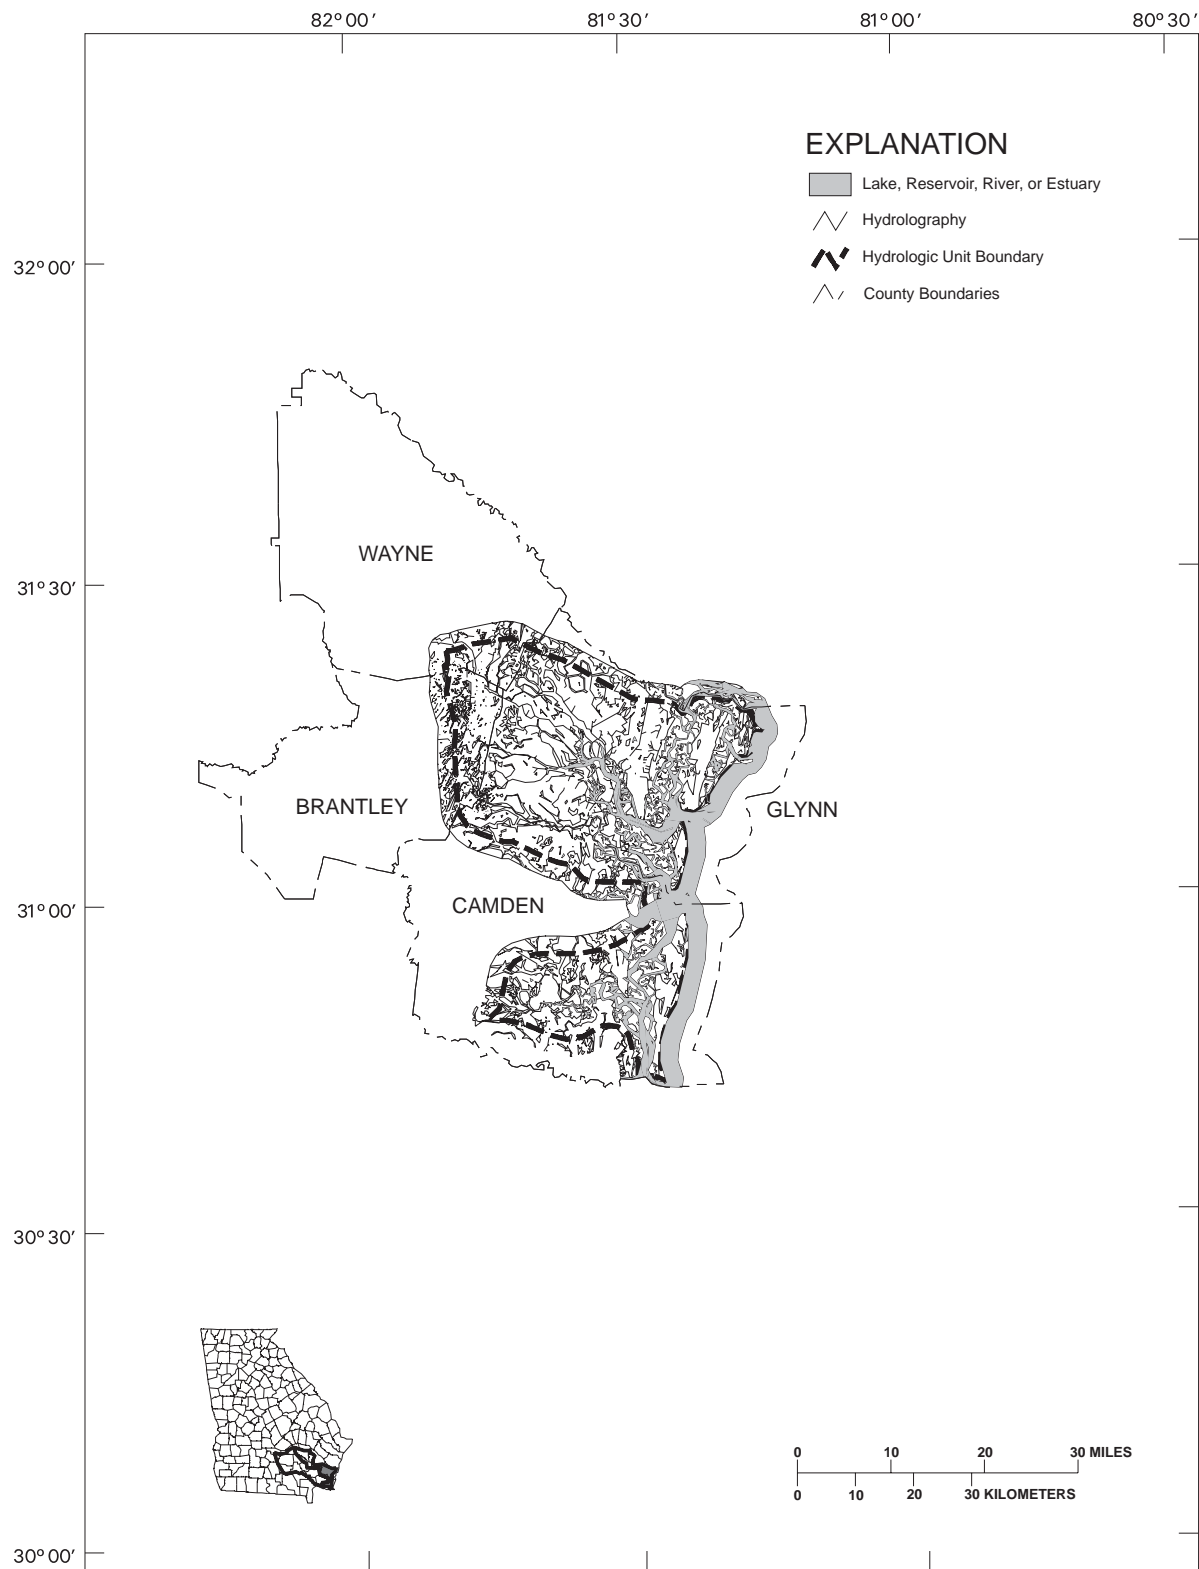 82°00′ 81°30′ 81°00′ 80°30′
EXPLANATION
Lake, Reservoir, River, or Estuary
Hydrolography
Hydrologic Unit Boundary
County Boundaries
32°00′
WAYNE
31°30′
BRANTLEY
GLYNN
CAMDEN
31°00′
30°30′
0 10 20 30 MILES
0 10 20 30 KILOMETERS
30°00′